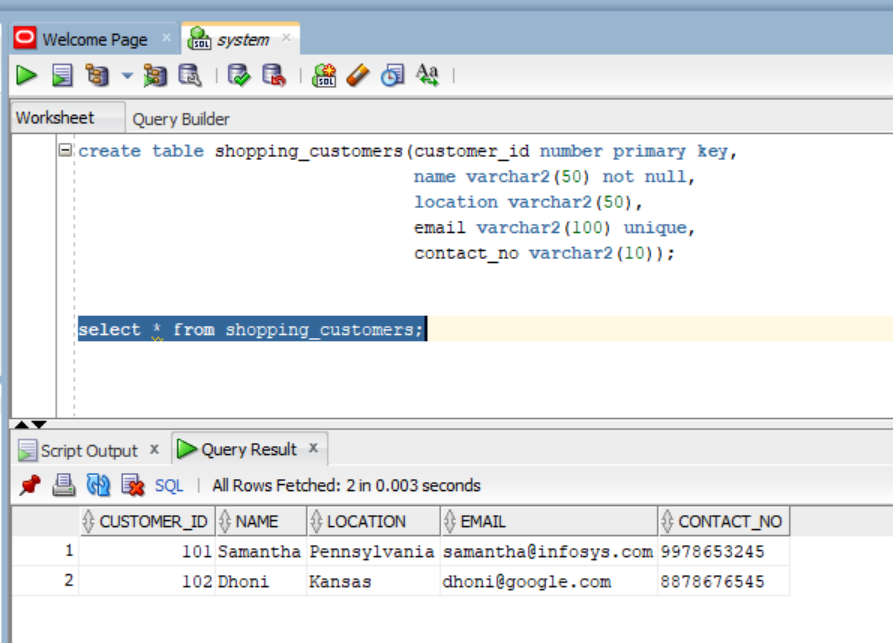 Welcome Page × system ×
Worksheet Query Builder
create table shopping_customers(customer_id number primary key,
name varchar2(50) not null,
location varchar2(50),
email varchar2(100) unique,
contact_no varchar2(10));
select * from shopping_customers;
Script Output x Query Result x
SQL | All Rows Fetched: 2 in 0.003 seconds
CUSTOMER_ID NAME LOCATION EMAIL CONTACT_NO
1 101 Samantha Pennsylvania samantha@infosys.com 9978653245
2 102 Dhoni Kansas dhoni@google.com 8878676545